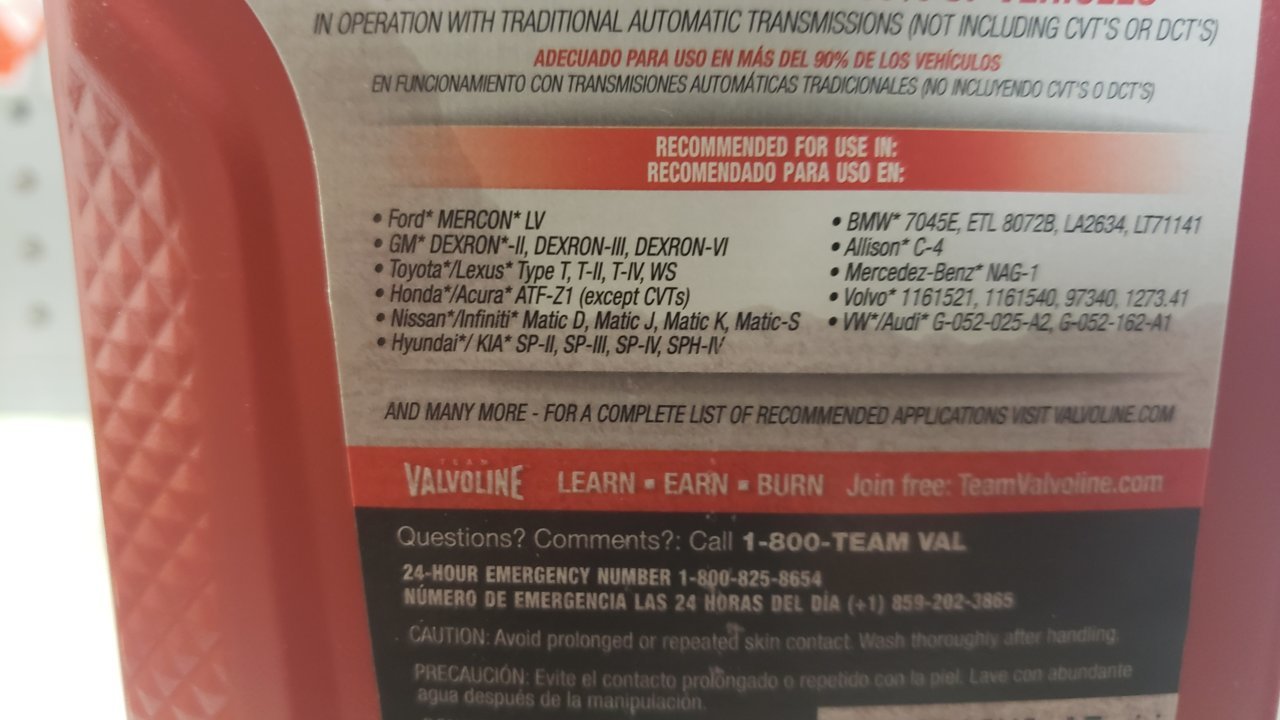 IN OPERATION WITH TRADITIONAL AUTOMATIC TRANSMISSIONS (NOT INCLUDING CVT'S OR DCT'S)
ADECUADO PARA USO EN MÁS DEL 90% DE LOS VEHÍCULOS
EN FUNCIONAMIENTO CON TRANSMISIONES AUTOMÁTICAS TRADICIONALES (NO INCLUYENDO CVT'S O DCT'S)
RECOMMENDED FOR USE IN:
RECOMENDADO PARA USO EN:
• Ford* MERCON* LV
• GM* DEXRON*-II, DEXRON-III, DEXRON-VI
• Toyota*/Lexus* Type T, T-II, T-IV, WS
• Honda*/Acura* ATF-Z1 (except CVTs)
• Nissan*/Infiniti* Matic D, Matic J, Matic K, Matic-S
• Hyundai*/ KIA* SP-II, SP-III, SP-IV, SPH-IV
• BMW* 7045E, ETL 8072B, LA2634, LT71141
• Allison* C-4
• Mercedez-Benz* NAG-1
• Volvo* 1161521, 1161540, 97340, 1273.41
• VW*/Audi* G-052-025-A2, G-052-162-A1
AND MANY MORE - FOR A COMPLETE LIST OF RECOMMENDED APPLICATIONS VISIT VALVOLINE.COM
TEAM
VALVOLINE LEARN ▪ EARN ▪ BURN Join free: TeamValvoline.com
Questions? Comments?: Call 1-800-TEAM VAL
24-HOUR EMERGENCY NUMBER 1-800-825-8654
NÚMERO DE EMERGENCIA LAS 24 HORAS DEL DÍA (+1) 859-202-3865
CAUTION: Avoid prolonged or repeated skin contact. Wash thoroughly after handling.
PRECAUCIÓN: Evite el contacto prolongado o repetido con la piel. Lave con abundante
agua después de la manipulación.